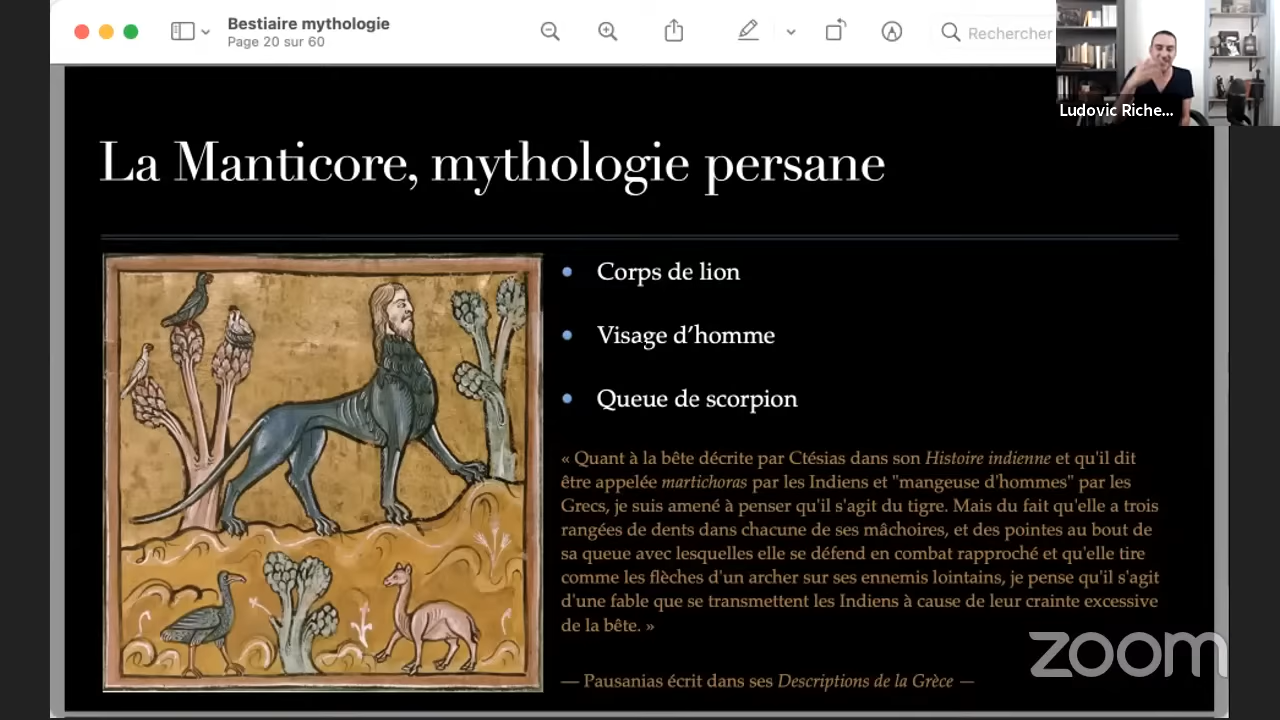 Bestiaire mythologie
Page 20 sur 60
Rechercher
Ludovic Riche...
La Manticore, mythologie persane
• Corps de lion
• Visage d’homme
• Queue de scorpion
« Quant à la bête décrite par Ctésias dans son Histoire indienne et qu'il dit
être appelée martichoras par les Indiens et "mangeuse d'hommes" par les
Grecs, je suis amené à penser qu'il s'agit du tigre. Mais du fait qu'elle a trois
rangées de dents dans chacune de ses mâchoires, et des pointes au bout de
sa queue avec lesquelles elle se défend en combat rapproché et qu'elle tire
comme les flèches d'un archer sur ses ennemis lointains, je pense qu'il s'agit
d'une fable que se transmettent les Indiens à cause de leur crainte excessive
de la bête. »
— Pausanias écrit dans ses Descriptions de la Grèce —
zoom